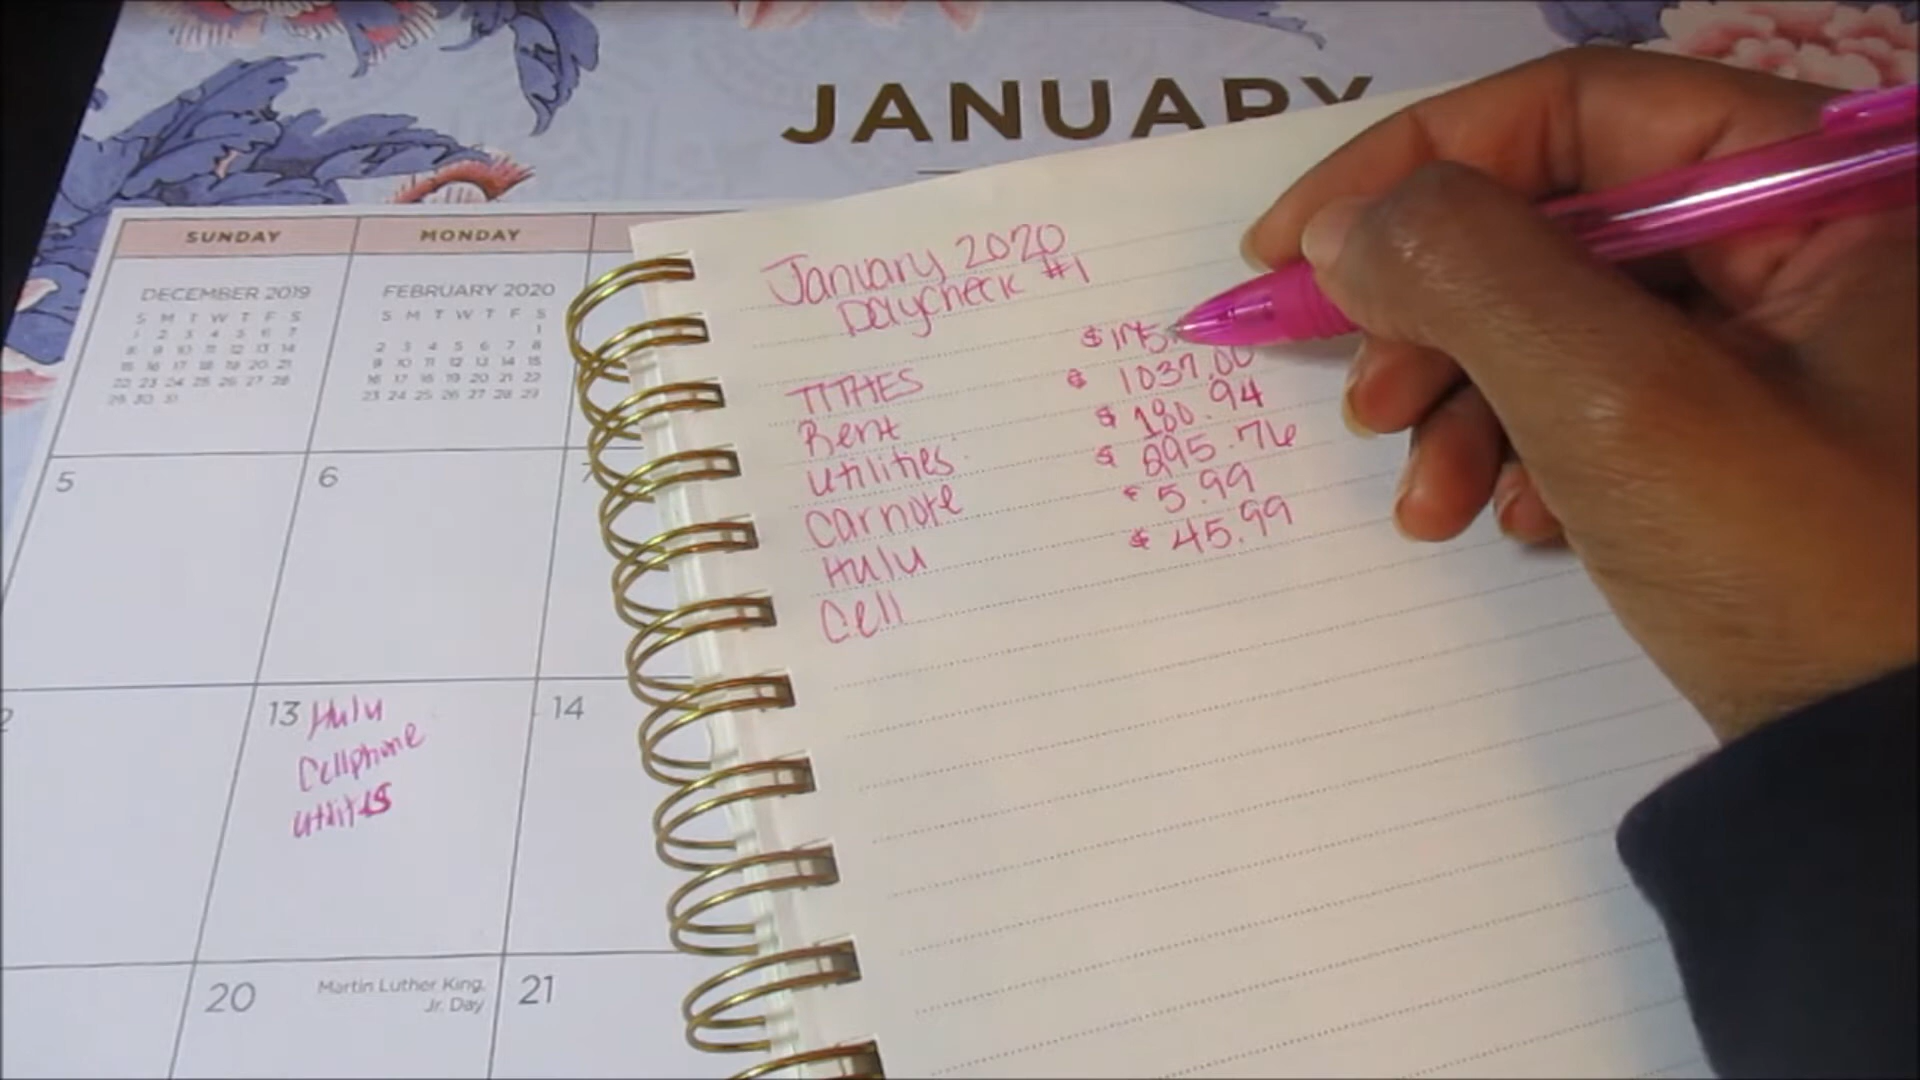 JANUARY
SUNDAY MONDAY
DECEMBER 2019
S M T W T F S
1 2 3 4 5 6 7
8 9 10 11 12 13 14
15 16 17 18 19 20 21
22 23 24 25 26 27 28
29 30 31
FEBRUARY 2020
S M T W T F S
1
2 3 4 5 6 7 8
9 10 11 12 13 14 15
16 17 18 19 20 21 22
23 24 25 26 27 28 29
5 6 7
13 Hulu
Cellphone
14
20 Martin Luther King,
Jr. Day
21
January 2020
Paycheck #1
TITHES $175.
Rent $ 1037.00
Utilities $ 180.94
Car note $ 295.76
Hulu $ 5.99
Cell $ 45.99